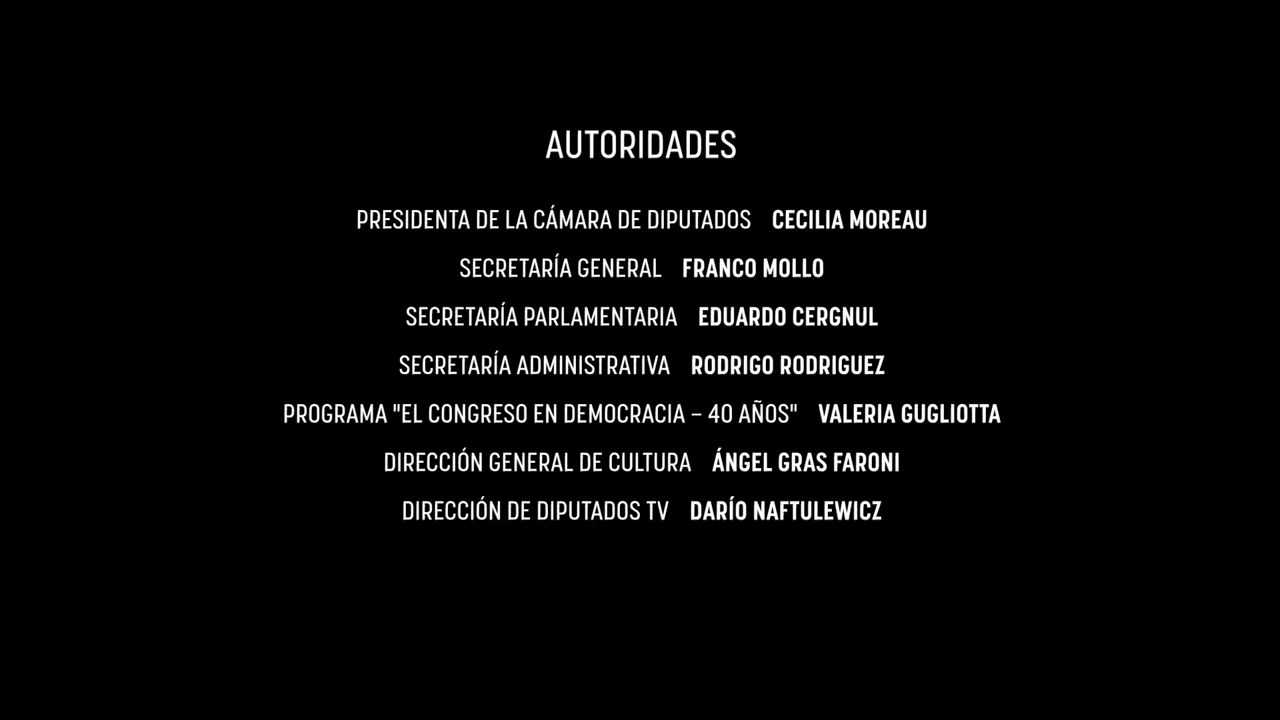 AUTORIDADES
PRESIDENTA DE LA CÁMARA DE DIPUTADOS CECILIA MOREAU
SECRETARÍA GENERAL FRANCO MOLLO
SECRETARÍA PARLAMENTARIA EDUARDO CERGNUL
SECRETARÍA ADMINISTRATIVA RODRIGO RODRIGUEZ
PROGRAMA "EL CONGRESO EN DEMOCRACIA – 40 AÑOS" VALERIA GUGLIOTTA
DIRECCIÓN GENERAL DE CULTURA ÁNGEL GRAS FARONI
DIRECCIÓN DE DIPUTADOS TV DARÍO NAFTULEWICZ